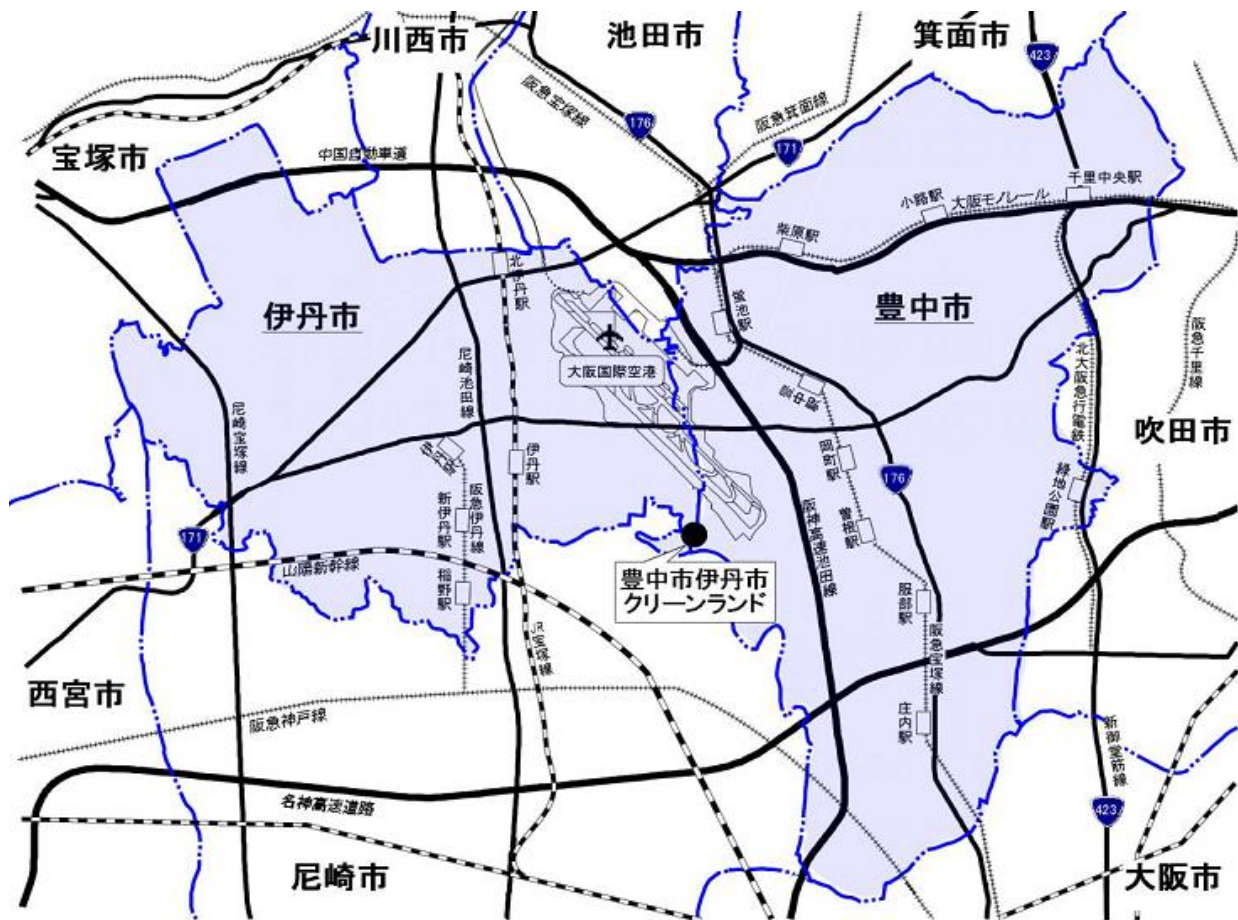 川西市
池田市
箕面市
423
阪急宝塚線
176
阪急箕面線
171
宝塚市
中国自動車道
千里中央駅
小路駅
大阪モノレール
柴原駅
北伊丹駅
伊丹市
豊中市
蛍池駅
大阪国際空港
尼崎池田線
北大阪急行電鉄
阪急千里線
豊中駅
尼崎宝塚線
吹田市
伊丹駅
伊丹駅
岡町駅
176
緑地公園駅
新伊丹駅
阪急伊丹線
曽根駅
阪神高速池田線
171
山陽新幹線
稲野駅
豊中市伊丹市
クリーンランド
服部駅
JR宝塚線
阪急宝塚線
西宮市
阪急神戸線
庄内駅
新御堂筋線
名神高速道路
423
尼崎市
大阪市